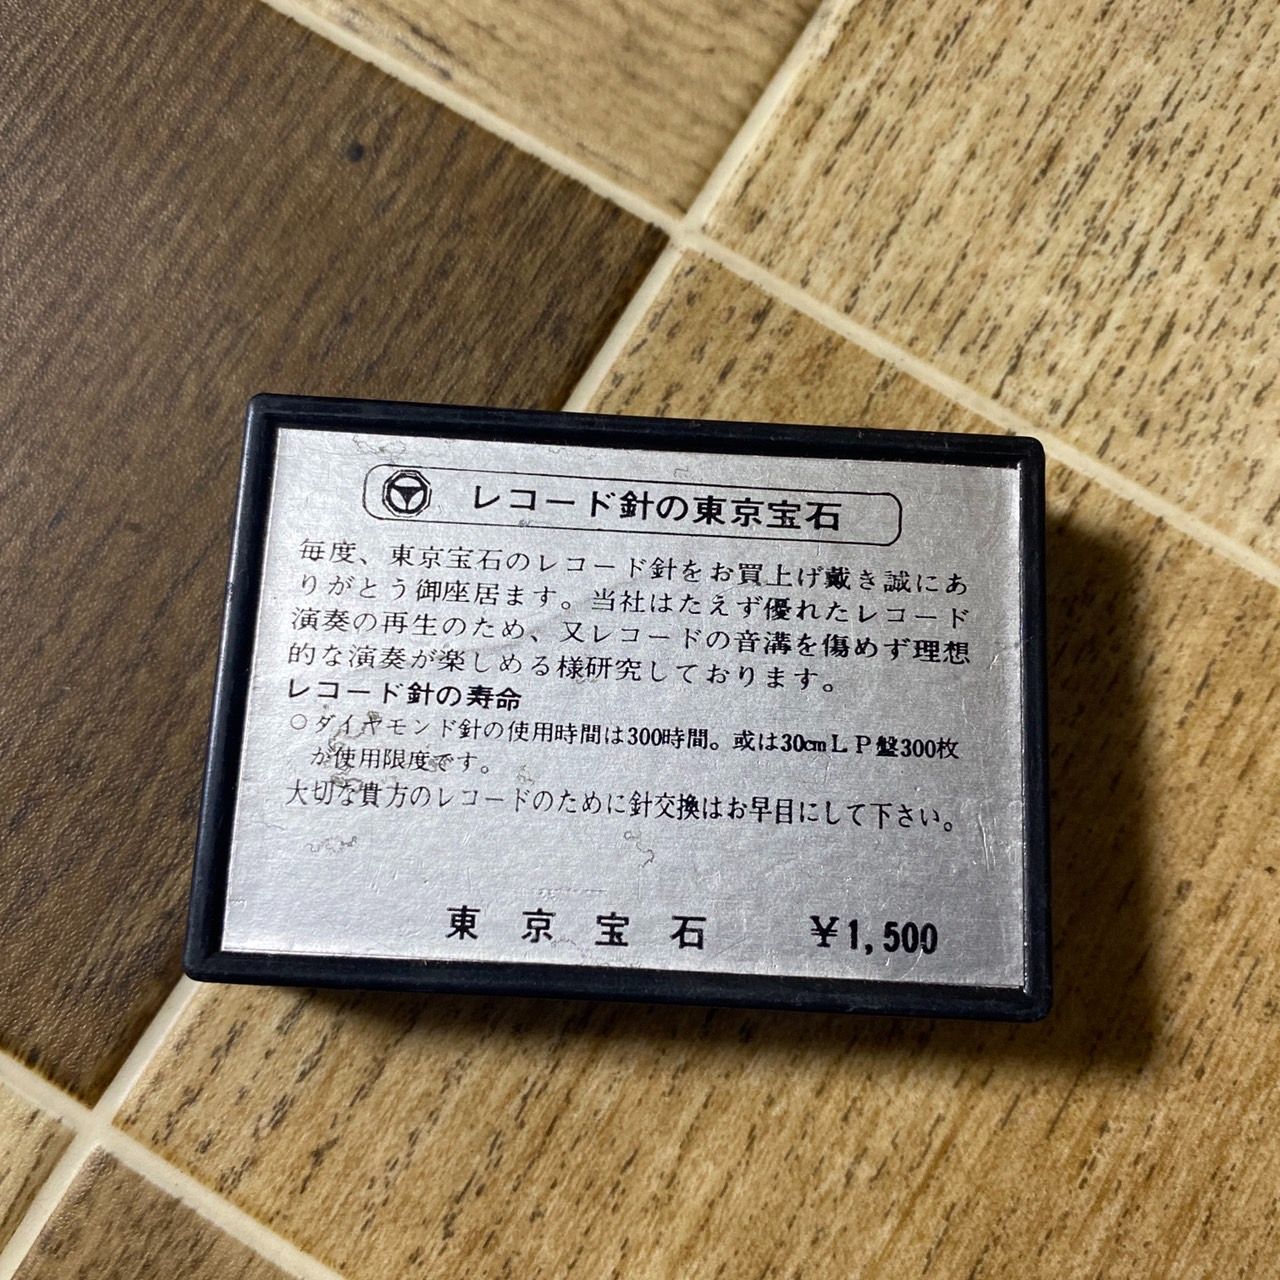 レコード針の東京宝石
毎度、東京宝石のレコード針をお買上げ戴き誠にあ
りがとう御座居ます。当社はたえず優れたレコード
演奏の再生のため、又レコードの音溝を傷めず理想
的な演奏が楽しめる様研究しております。
レコード針の寿命
○ダイヤモンド針の使用時間は300時間。或は30cmLP盤300枚
が使用限度です。
大切な貴方のレコードのために針交換はお早目にして下さい。
東京宝石 ¥1,500